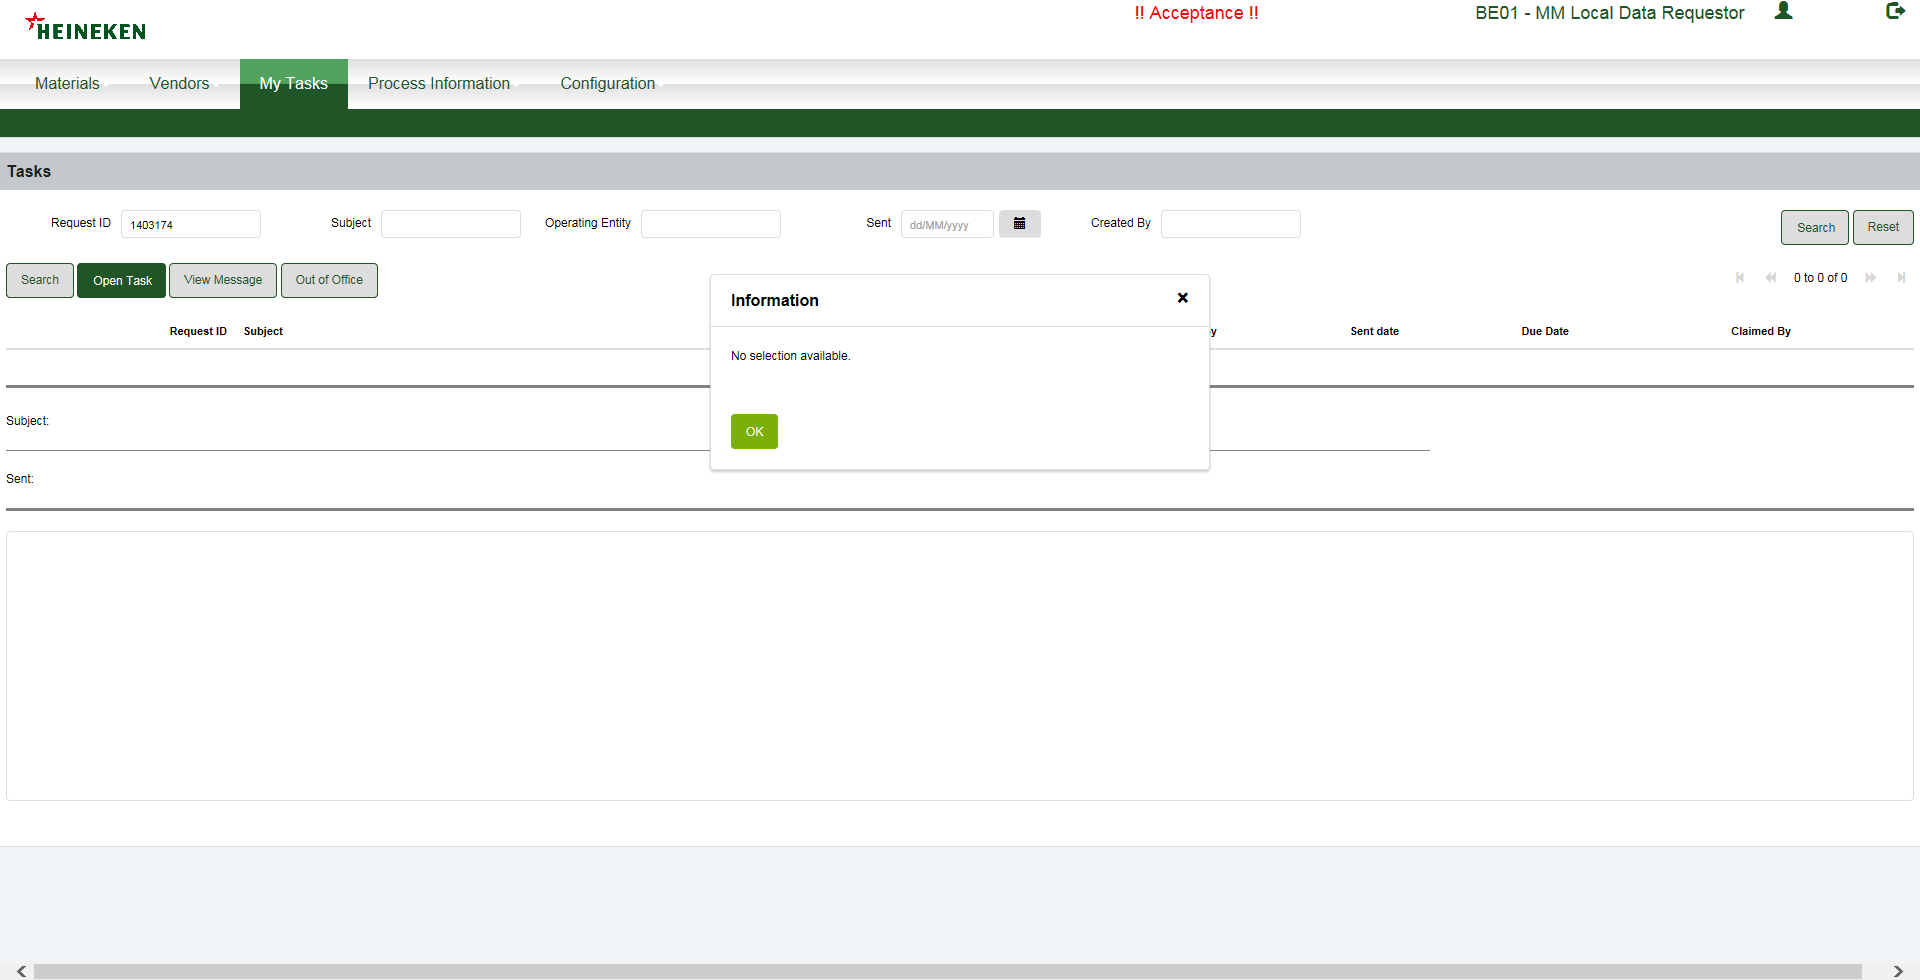 HEINEKEN
!! Acceptance !!
BE01 - MM Local Data Requestor
Materials Vendors My Tasks Process Information Configuration
Tasks
Request ID 1403174 Subject Operating Entity Sent dd/MM/yyyy Created By Search Reset
Search Open Task View Message Out of Office 0 to 0 of 0
Request ID Subject Sent date Due Date Claimed By
Information
No selection available.
OK
Subject:
Sent: